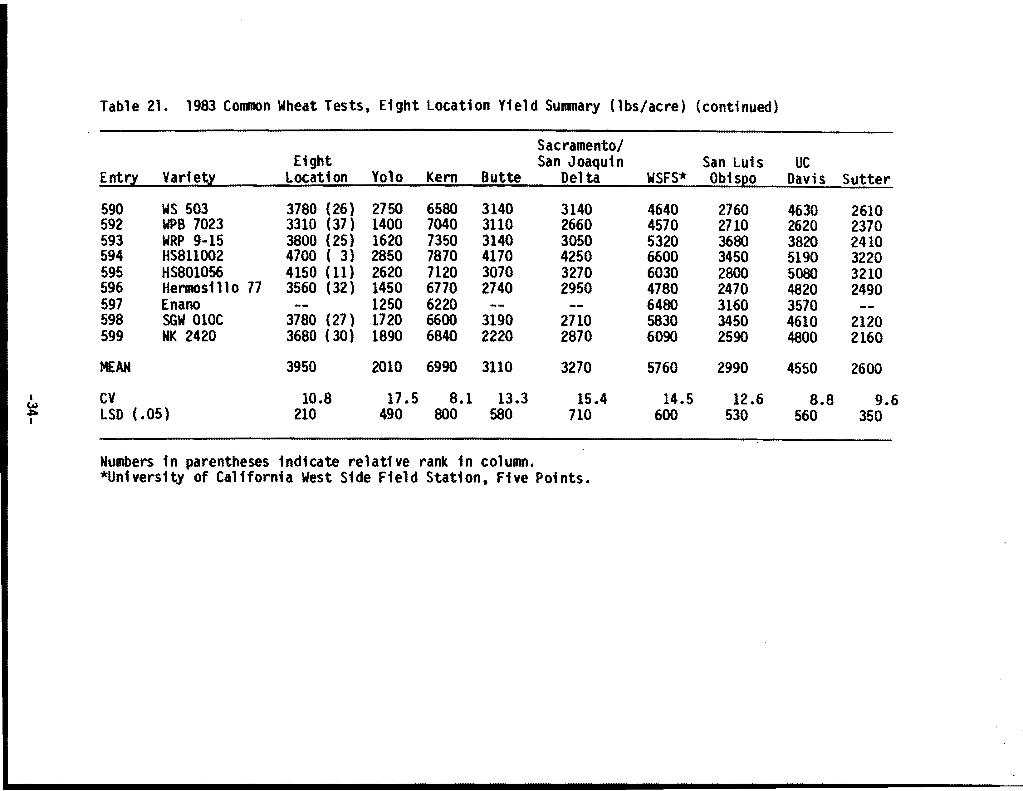 Table 21. 1983 Common Wheat Tests, Eight Location Yield Summary (lbs/acre) (continued)
Sacramento/
Eight San Joaquin San Luis UC
Entry Variety Location Yolo Kern Butte Delta WSFS* Obispo Davis Sutter
590 WS 503 3780 (26) 2750 6580 3140 3140 4640 2760 4630 2610
592 WPB 7023 3310 (37) 1400 7040 3110 2660 4570 2710 2620 2370
593 WRP 9-15 3800 (25) 1620 7350 3140 3050 5320 3680 3820 2410
594 HS811002 4700 ( 3) 2850 7870 4170 4250 6600 3450 5190 3220
595 HS801056 4150 (11) 2620 7120 3070 3270 6030 2800 5080 3210
596 Hermosillo 77 3560 (32) 1450 6770 2740 2950 4780 2470 4820 2490
597 Enano -- 1250 6220 -- -- 6480 3160 3570 --
598 SGW 010C 3780 (27) 1720 6600 3190 2710 5830 3450 4610 2120
599 NK 2420 3680 (30) 1890 6840 2220 2870 6090 2590 4800 2160
MEAN 3950 2010 6990 3110 3270 5760 2990 4550 2600
CV 10.8 17.5 8.1 13.3 15.4 14.5 12.6 8.8 9.6
LSD (.05) 210 490 800 580 710 600 530 560 350
Numbers in parentheses indicate relative rank in column.
*University of California West Side Field Station, Five Points.
-34-